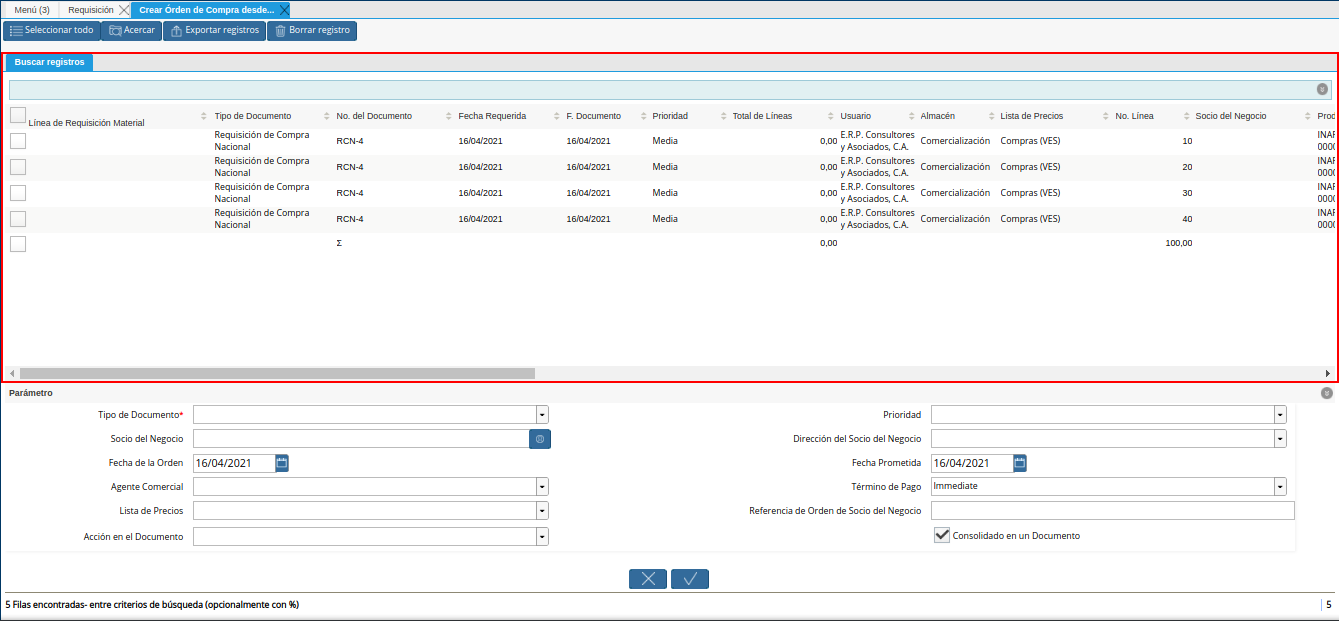 Menú (3) Requisición Crear Órden de Compra desde...
Seleccionar todo Acercar Exportar registros Borrar registro
Buscar registros
Línea de Requisición Material Tipo de Documento No. del Documento Fecha Requerida F. Documento Prioridad Total de Líneas Usuario Almacén Lista de Precios No. Línea Socio del Negocio Prod
Requisición de Compra E.R.P. Consultores INAF
Nacional RCN-4 16/04/2021 16/04/2021 Media 0,00 y Asociados, C.A. Comercialización Compras (VES) 10 0000
Requisición de Compra E.R.P. Consultores INAF
Nacional RCN-4 16/04/2021 16/04/2021 Media 0,00 y Asociados, C.A. Comercialización Compras (VES) 20 0000
Requisición de Compra E.R.P. Consultores INAF
Nacional RCN-4 16/04/2021 16/04/2021 Media 0,00 y Asociados, C.A. Comercialización Compras (VES) 30 0000
Requisición de Compra E.R.P. Consultores INAF
Nacional RCN-4 16/04/2021 16/04/2021 Media 0,00 y Asociados, C.A. Comercialización Compras (VES) 40 0000
Σ 0,00 100,00
Parámetro
Tipo de Documento* Prioridad
Socio del Negocio Dirección del Socio del Negocio
Fecha de la Orden 16/04/2021 Fecha Prometida 16/04/2021
Agente Comercial Término de Pago Immediate
Lista de Precios Referencia de Orden de Socio del Negocio
Acción en el Documento Consolidado en un Documento
5 Filas encontradas- entre criterios de búsqueda (opcionalmente con %) 5